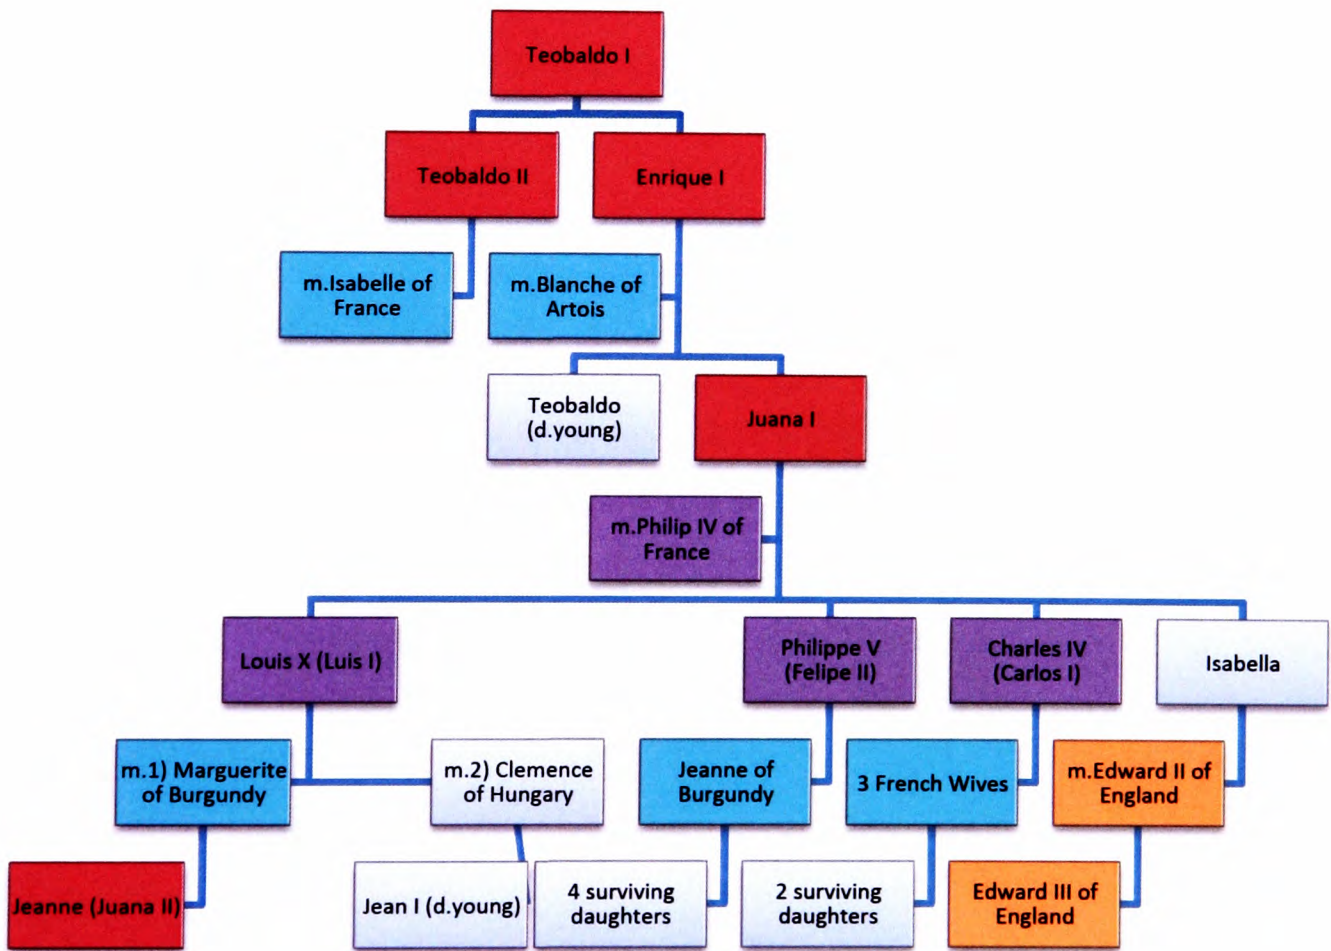 Teobaldo I
Teobaldo II
Enrique I
m.Isabelle of
France
m.Blanche of
Artois
Teobaldo
(d.young)
Juana I
m.Philip IV of
France
Louis X (Luis I)
Philippe V
(Felipe II)
Charles IV
(Carlos I)
Isabella
m.1) Marguerite
of Burgundy
m.2) Clemence
of Hungary
Jeanne of
Burgundy
3 French Wives
m.Edward II of
England
Jeanne (Juana II)
Jean I (d.young)
4 surviving
daughters
2 surviving
daughters
Edward III of
England